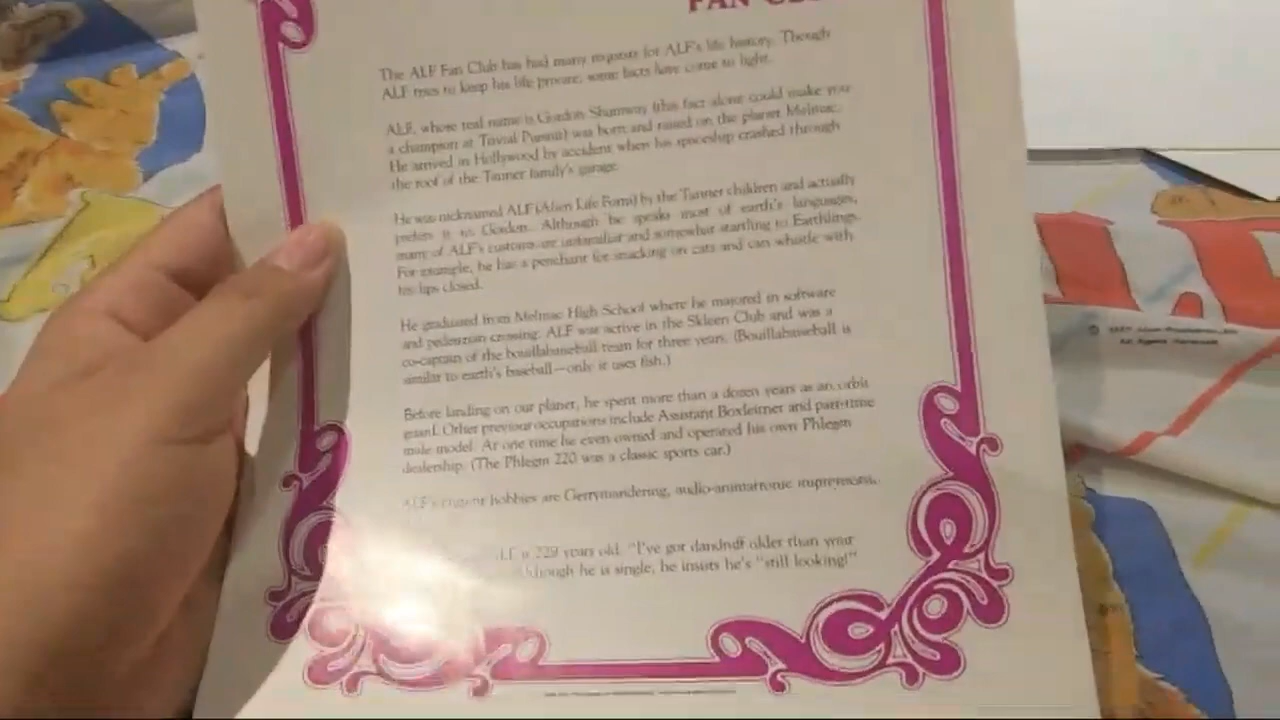 FAN
The ALF Fan Club has had many requests for ALF's life history. Though
ALF tries to keep his life private, some facts have come to light.
ALF, whose real name is Gordon Shumway (this fact alone could make you
a champion at Trivial Pursuit) was born and raised on the planet Melmac.
He arrived in Hollywood by accident when his spaceship crashed through
the roof of the Tanner family's garage.
He was nicknamed ALF (Alien Life Form) by the Tanner children and actually
prefers it to Gordon. Although he speaks most of earth's languages,
many of ALF's customs are unfamiliar and somewhat startling to Earthlings.
For example, he has a penchant for snacking on cats and can whistle with
his lips closed.
He graduated from Melmac High School where he majored in software
and pedestrian crossing. ALF was active in the Skleen Club and was a
co-captain of the bouillabaseball team for three years. (Bouillabaseball is
similar to earth's baseball—only it uses fish.)
Before landing on our planet, he spent more than a dozen years as an orbit
guard. Other previous occupations include Assistant Boxleitner and part-time
male model. At one time he even owned and operated his own Phlegm
dealership. (The Phlegm 220 was a classic sports car.)
ALF's current hobbies are Gerrymandering, audio-animatronic impressions,
ALF is 229 years old. "I've got dandruff older than your
Although he is single, he insists he's "still looking!"